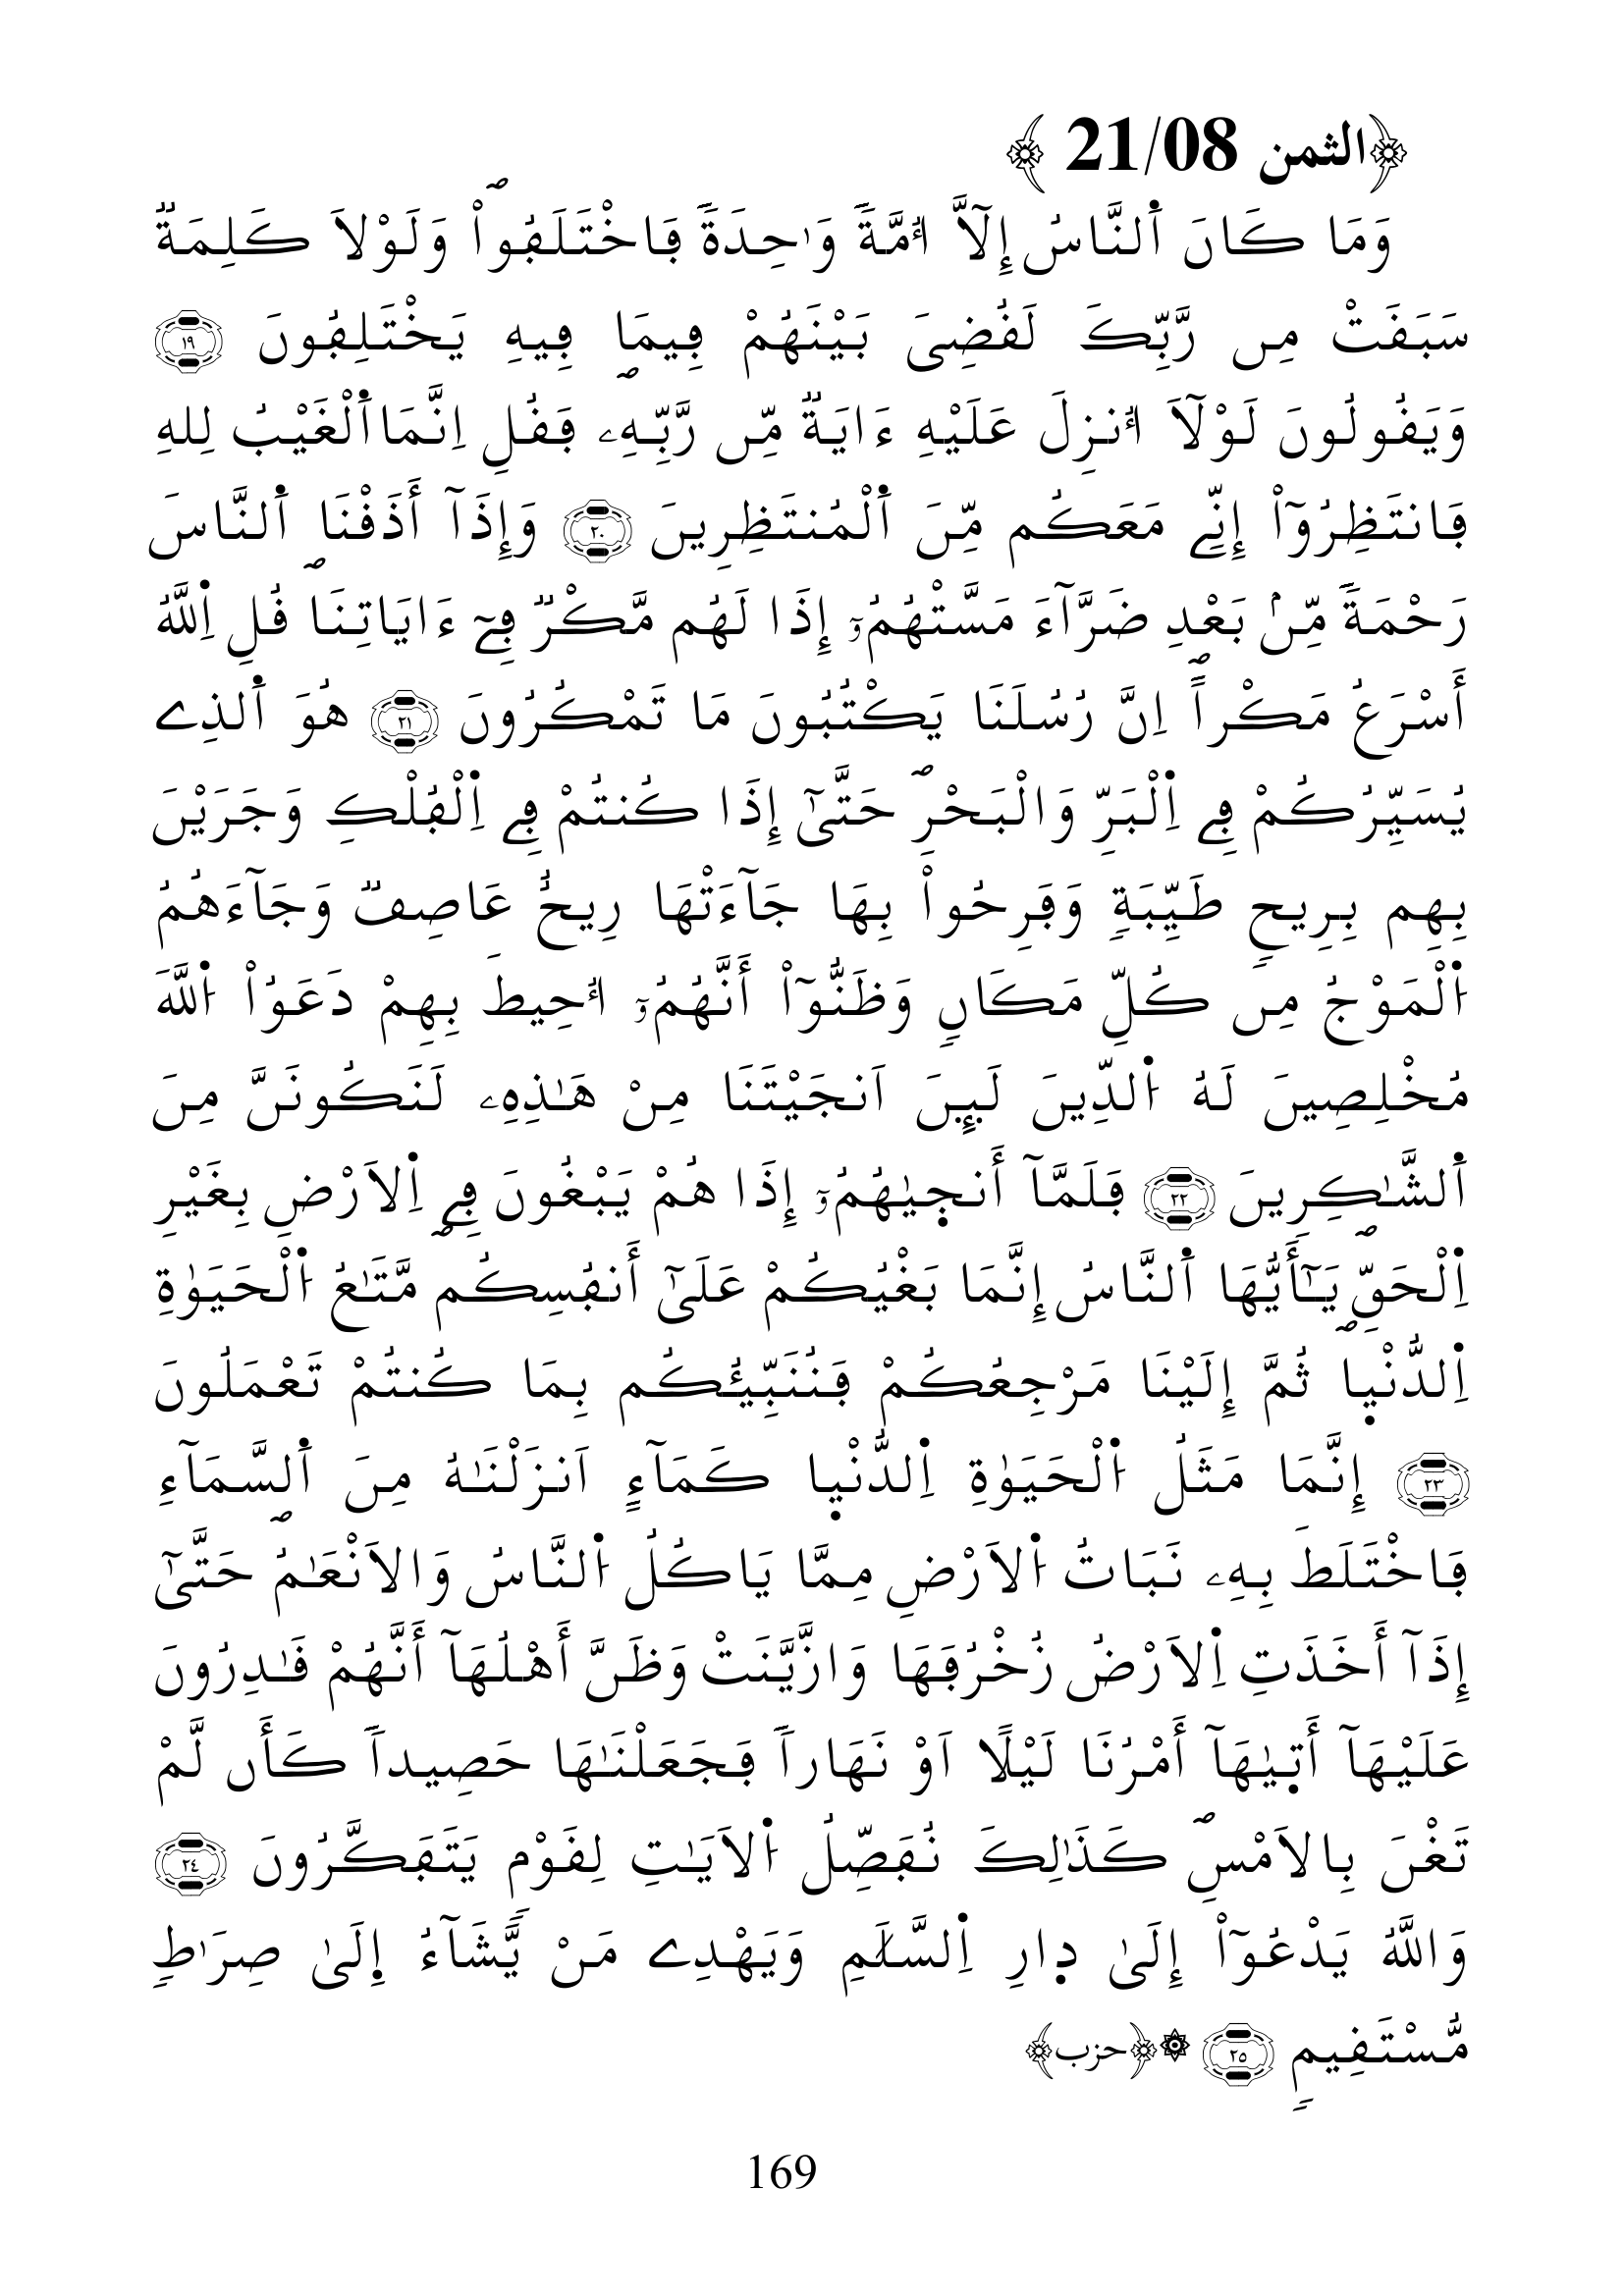 ﴿الثمن 21/08 ﴾
وَمَا كَانَ اَ۬لنَّاسُ إِلَّآ أُمَّةٗ وَٰحِدَةٗ فَاخْتَلَفُواْۖ وَلَوْلَا كَلِمَةٞ
سَبَقَتْ مِن رَّبِّكَ لَقُضِيَ بَيْنَهُمْ فِيمَا فِيهِ يَخْتَلِفُونَۖ ١٩
وَيَقُولُونَ لَوْلَآ أُنزِلَ عَلَيْهِ ءَايَةٞ مِّن رَّبِّهِۦ فَقُلِ اِنَّمَا اَ۬لْغَيْبُ لِلهِ
فَانتَظِرُوٓاْ إِنِّے مَعَكُم مِّنَ اَ۬لْمُنتَظِرِينَۖ ٢٠ وَإِذَآ أَذَقْنَا اَ۬لنَّاسَ
رَحْمَةٗ مِّنۢ بَعْدِ ضَرَّآءَ مَسَّتْهُمُۥٓ إِذَا لَهُم مَّكْرٞ فِےٓ ءَايَاتِنَاۖ قُلِ اِ۬للَّهُ
أَسْرَعُ مَكْراًۖ اِنَّ رُسُلَنَا يَكْتُبُونَ مَا تَمْكُرُونَ ٢١ هُوَ اَ۬لذِے
يُسَيِّرُكُمْ فِے اِ۬لْبَرِّ وَالْبَحْرِۖ حَتَّىٰٓ إِذَا كُنتُمْ فِے اِ۬لْفُلْكِ وَجَرَيْنَ
بِهِم بِرِيحٖ طَيِّبَةٖ وَفَرِحُواْ بِهَا جَآءَتْهَا رِيحٌ عَاصِفٞ وَجَآءَهُمُ
اُ۬لْمَوْجُ مِن كُلِّ مَكَانٖ وَظَنُّوٓاْ أَنَّهُمُۥٓ أُحِيطَ بِهِمْ دَعَوُاْ اُ۬للَّهَ
مُخْلِصِينَ لَهُ اُ۬لدِّينَ لَئِنَ اَنجَيْتَنَا مِنْ هَٰذِهِۦ لَنَكُونَنَّ مِنَ
اَ۬لشَّٰكِرِينَۖ ٢٢ فَلَمَّآ أَنج۪يٰهُمُۥٓ إِذَا هُمْ يَبْغُونَ فِے اِ۬لَارْضِ بِغَيْرِ
اِ۬لْحَقِّۖ يَٰٓأَيُّهَا اَ۬لنَّاسُ إِنَّمَا بَغْيُكُمْ عَلَىٰٓ أَنفُسِكُم مَّتَٰعُ اُ۬لْحَيَوٰةِ
اِ۬لدُّنْي۪اۖ ثُمَّ إِلَيْنَا مَرْجِعُكُمْ فَنُنَبِّئُكُم بِمَا كُنتُمْ تَعْمَلُونَ
٢٣ إِنَّمَا مَثَلُ اُ۬لْحَيَوٰةِ اِ۬لدُّنْي۪ا كَمَآءٍ اَنزَلْنَٰهُ مِنَ اَ۬لسَّمَآءِ
فَاخْتَلَطَ بِهِۦ نَبَاتُ اُ۬لَارْضِ مِمَّا يَاكُلُ اُ۬لنَّاسُ وَالَانْعَٰمُۖ حَتَّىٰٓ
إِذَآ أَخَذَتِ اِ۬لَارْضُ زُخْرُفَهَا وَازَّيَّنَتْ وَظَنَّ أَهْلُهَآ أَنَّهُمْ قَٰدِرُونَ
عَلَيْهَآ أَت۪يٰهَآ أَمْرُنَا لَيْلًا اَوْ نَهَاراٗ فَجَعَلْنَٰهَا حَصِيداٗ كَأَن لَّمْ
تَغْنَ بِالَامْسِۖ كَذَٰلِكَ نُفَصِّلُ اُ۬لَايَٰتِ لِقَوْمٖ يَتَفَكَّرُونَ ٢٤
وَاللَّهُ يَدْعُوٓاْ إِلَىٰ د۪ارِ اِ۬لسَّلَٰمِ وَيَهْدِے مَنْ يَّشَآءُ اِ۪لَىٰ صِرَٰطٖ
مُّسْتَقِيمٖ ٢٥ ۞﴿حزب﴾
169